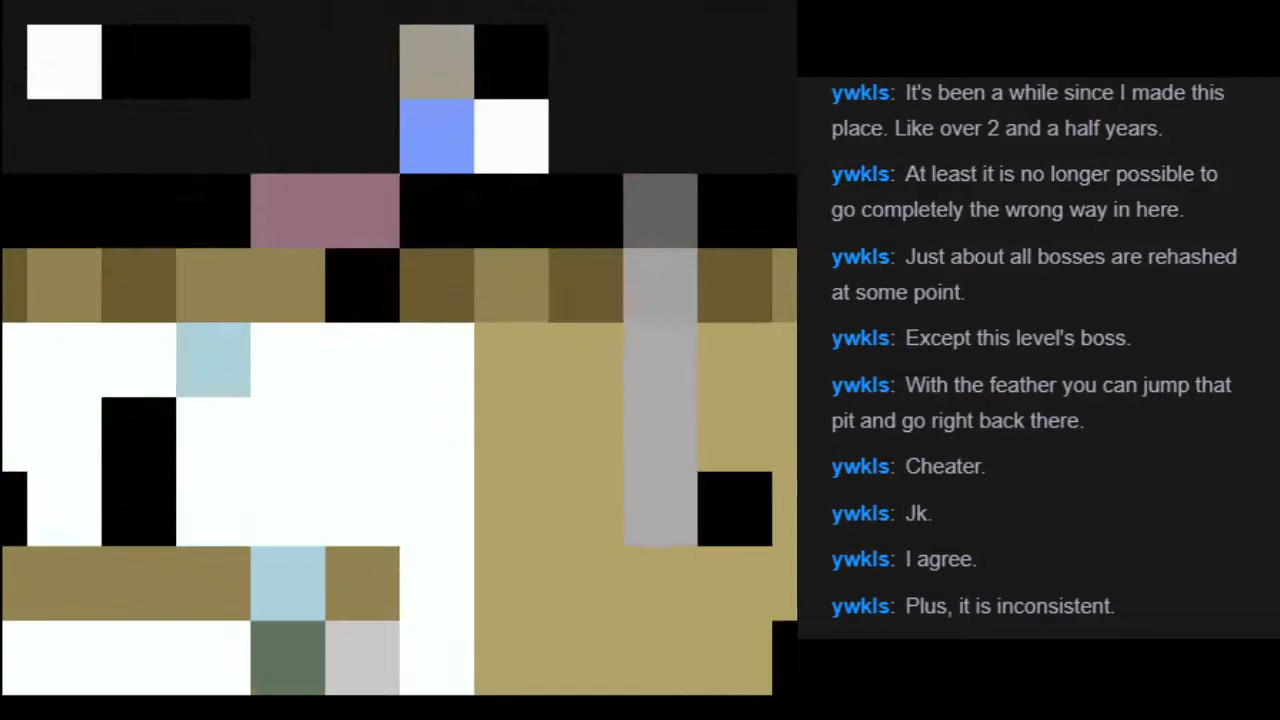 ywkls: It's been a while since I made this
place. Like over 2 and a half years.
ywkls: At least it is no longer possible to
go completely the wrong way in here.
ywkls: Just about all bosses are rehashed
at some point.
ywkls: Except this level's boss.
ywkls: With the feather you can jump that
pit and go right back there.
ywkls: Cheater.
ywkls: Jk.
ywkls: I agree.
ywkls: Plus, it is inconsistent.